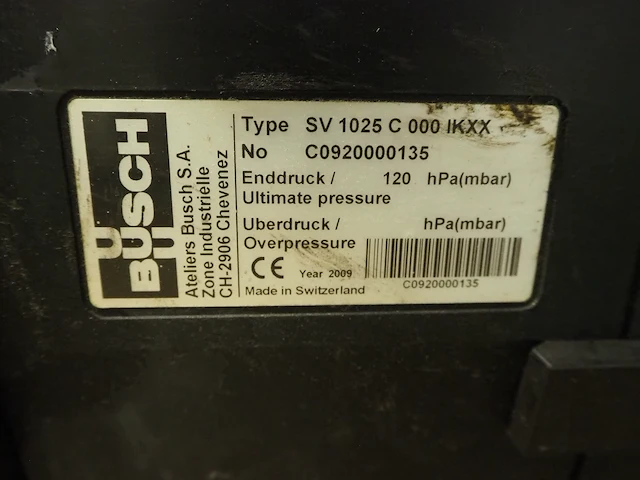 BUSCH
Ateliers Busch S.A.
Zone Industrielle
CH-2906 Chevenez
Type SV 1025 C 000 IKXX
No C0920000135
Enddruck / 120 hPa(mbar)
Ultimate pressure
Uberdruck / hPa(mbar)
Overpressure
CE Year 2009
Made in Switzerland
C0920000135